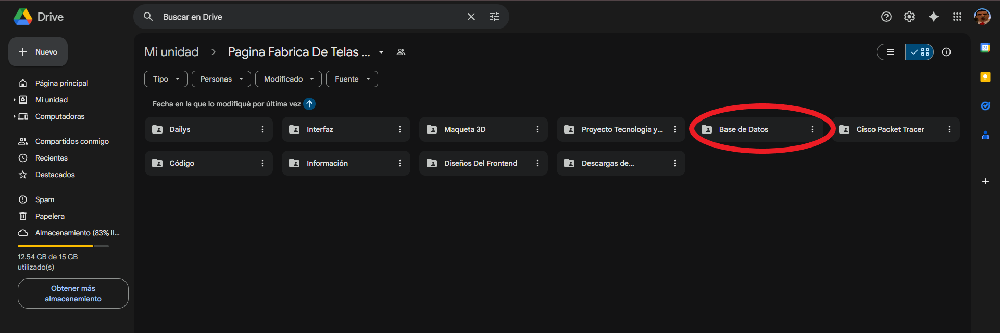 Drive
Buscar en Drive
Nuevo
Mi unidad
Pagina Fabrica De Telas ...
Tipo
Personas
Modificado
Fuente
Página principal
Mi unidad
Computadoras
Compartidos conmigo
Recientes
Destacados
Spam
Papelera
Almacenamiento (83% ll...
12.54 GB de 15 GB
utilizado(s)
Obtener más
almacenamiento
Fecha en la que lo modifiqué por última vez
Dailys
Interfaz
Maqueta 3D
Proyecto Tecnologia y...
Base de Datos
Cisco Packet Tracer
Código
Información
Diseños Del Frontend
Descargas de...
31